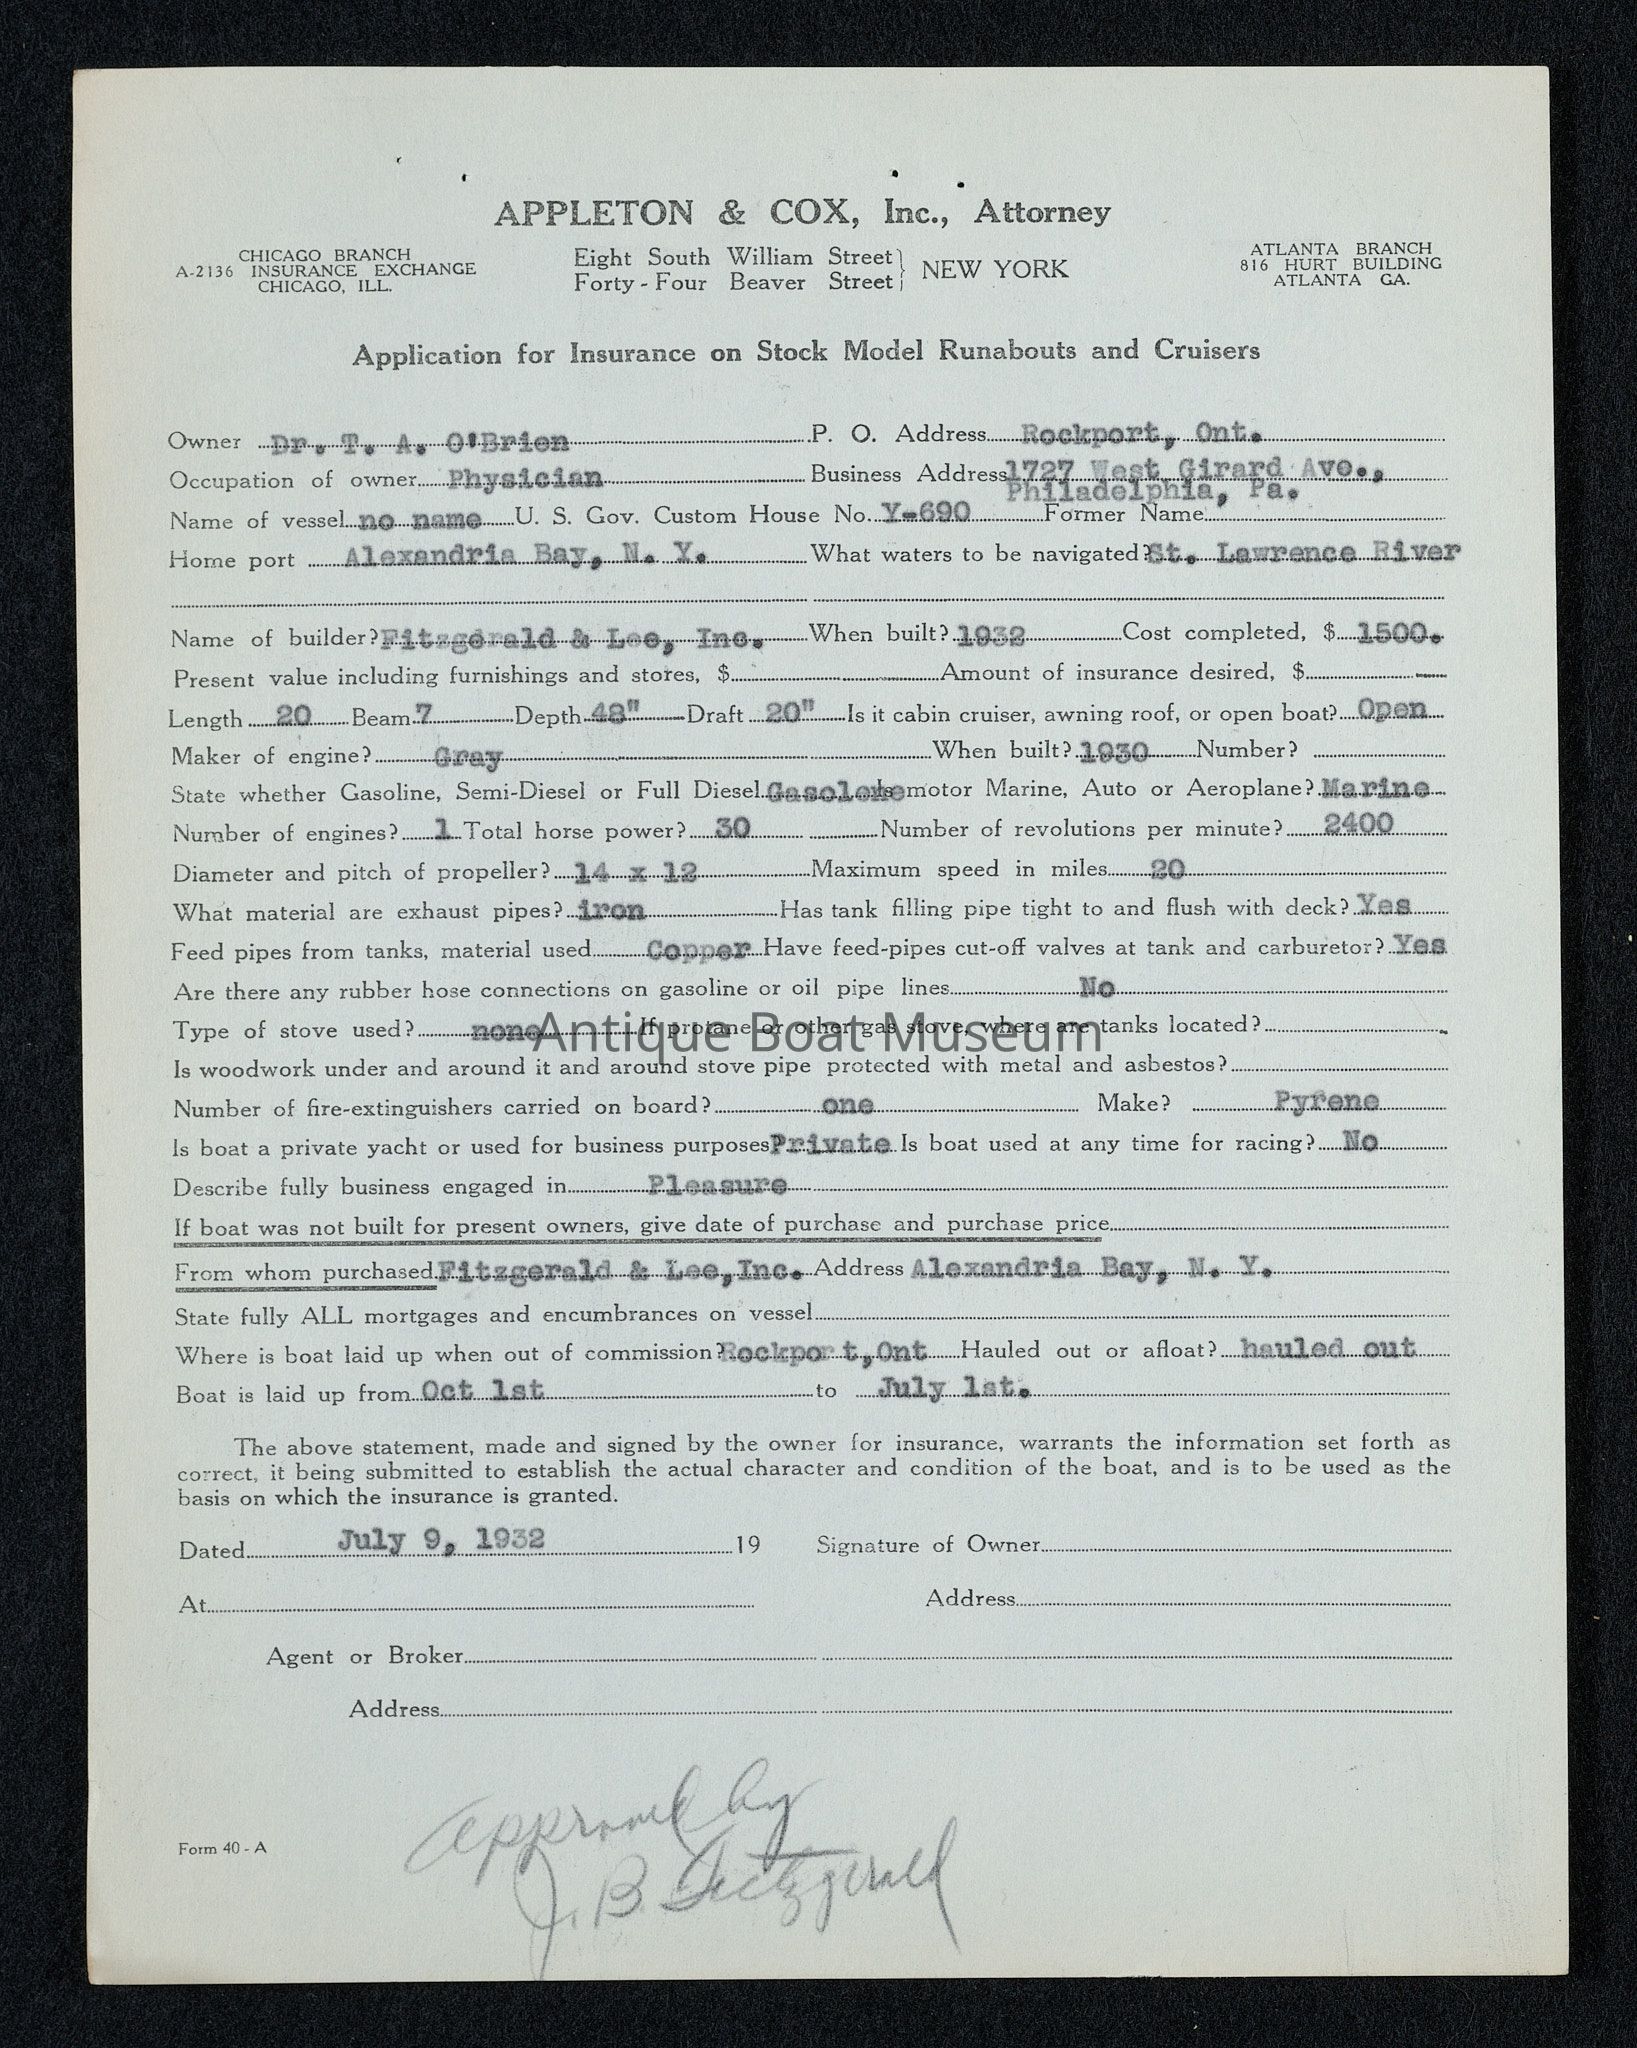 APPLETON & COX, Inc., Attorney
CHICAGO BRANCH
A-2136 INSURANCE EXCHANGE
CHICAGO, ILL.
Eight South William Street
Forty-Four Beaver Street
NEW YORK
ATLANTA BRANCH
816 HURT BUILDING
ATLANTA GA.
Application for Insurance on Stock Model Runabouts and Cruisers
Owner Dr. T. A. O'Brien P. O. Address Rockport, Ont.
Occupation of owner Physician Business Address 1727 West Girard Ave.,
Philadelphia, Pa.
Name of vessel no name U. S. Gov. Custom House No. Y-690 Former Name
Home port Alexandria Bay, N. Y. What waters to be navigated? St. Lawrence River
Name of builder? Fitzgerald & Lee, Inc. When built? 1932 Cost completed, $ 1500.
Present value including furnishings and stores, $ Amount of insurance desired, $
Length 20 Beam 7 Depth 48" Draft 20" Is it cabin cruiser, awning roof, or open boat? Open
Maker of engine? Gray When built? 1930 Number?
State whether Gasoline, Semi-Diesel or Full Diesel Gasolene Is motor Marine, Auto or Aeroplane? Marine
Number of engines? 1 Total horse power? 30 Number of revolutions per minute? 2400
Diameter and pitch of propeller? 14 x 12 Maximum speed in miles 20
What material are exhaust pipes? iron Has tank filling pipe tight to and flush with deck? Yes
Feed pipes from tanks, material used Copper Have feed-pipes cut-off valves at tank and carburetor? Yes
Are there any rubber hose connections on gasoline or oil pipe lines No
Type of stove used? none If protane or other gas stove, where are tanks located?
Antique Boat Museum
Is woodwork under and around it and around stove pipe protected with metal and asbestos?
Number of fire-extinguishers carried on board? one Make? Pyrene
Is boat a private yacht or used for business purposes? Private Is boat used at any time for racing? No
Describe fully business engaged in Pleasure
If boat was not built for present owners, give date of purchase and purchase price
From whom purchased Fitzgerald & Lee,Inc. Address Alexandria Bay, N. Y.
State fully ALL mortgages and encumbrances on vessel
Where is boat laid up when out of commission? Rockport,Ont Hauled out or afloat? hauled out
Boat is laid up from Oct 1st to July 1st.
The above statement, made and signed by the owner for insurance, warrants the information set forth as
correct, it being submitted to establish the actual character and condition of the boat, and is to be used as the
basis on which the insurance is granted.
Dated July 9, 1932 19 Signature of Owner
At Address
Agent or Broker
Address
Approved by
J. B. Fitzgerald
Form 40-A